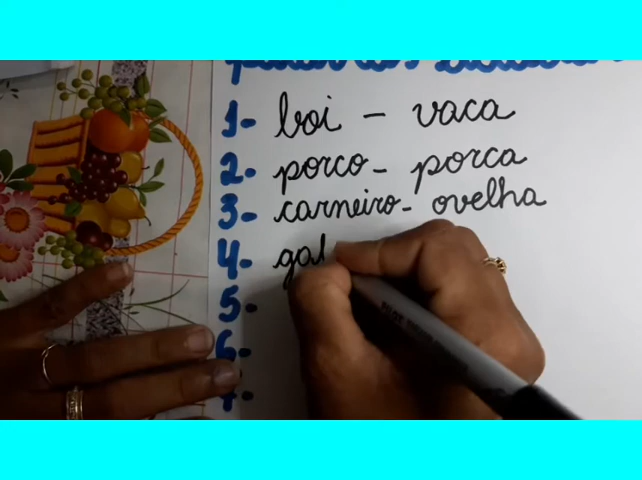 1- boi - vaca
2- porco - porca
3- carneiro - ovelha
4- gal
5-
6-
7-